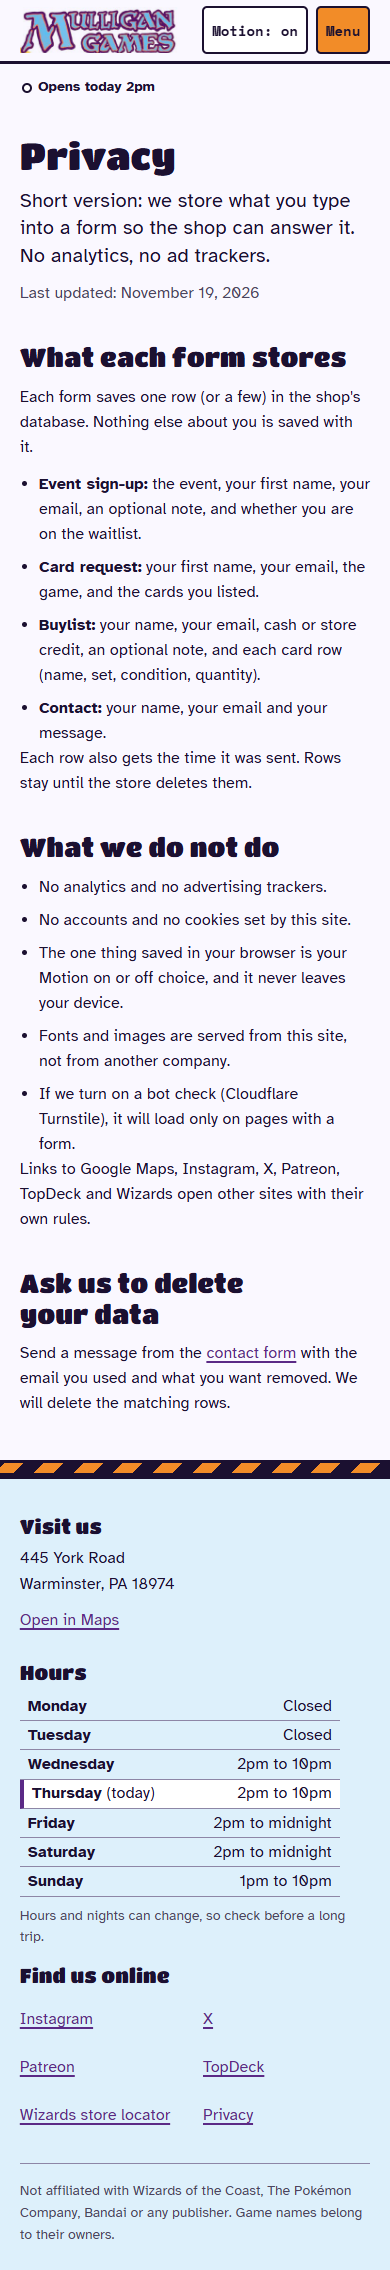 MULLIGAN
GAMES
Motion: on
Menu
Opens today 2pm
Privacy
Short version: we store what you type
into a form so the shop can answer it.
No analytics, no ad trackers.
Last updated: November 19, 2026
What each form stores
Each form saves one row (or a few) in the shop's
database. Nothing else about you is saved with
it.
• Event sign-up: the event, your first name, your
email, an optional note, and whether you are
on the waitlist.
• Card request: your first name, your email, the
game, and the cards you listed.
• Buylist: your name, your email, cash or store
credit, an optional note, and each card row
(name, set, condition, quantity).
• Contact: your name, your email and your
message.
Each row also gets the time it was sent. Rows
stay until the store deletes them.
What we do not do
• No analytics and no advertising trackers.
• No accounts and no cookies set by this site.
• The one thing saved in your browser is your
Motion on or off choice, and it never leaves
your device.
• Fonts and images are served from this site,
not from another company.
• If we turn on a bot check (Cloudflare
Turnstile), it will load only on pages with a
form.
Links to Google Maps, Instagram, X, Patreon,
TopDeck and Wizards open other sites with their
own rules.
Ask us to delete
your data
Send a message from the contact form with the
email you used and what you want removed. We
will delete the matching rows.
Visit us
445 York Road
Warminster, PA 18974
Open in Maps
Hours
Monday Closed
Tuesday Closed
Wednesday 2pm to 10pm
Thursday (today) 2pm to 10pm
Friday 2pm to midnight
Saturday 2pm to midnight
Sunday 1pm to 10pm
Hours and nights can change, so check before a long
trip.
Find us online
Instagram X
Patreon TopDeck
Wizards store locator Privacy
Not affiliated with Wizards of the Coast, The Pokémon
Company, Bandai or any publisher. Game names belong
to their owners.